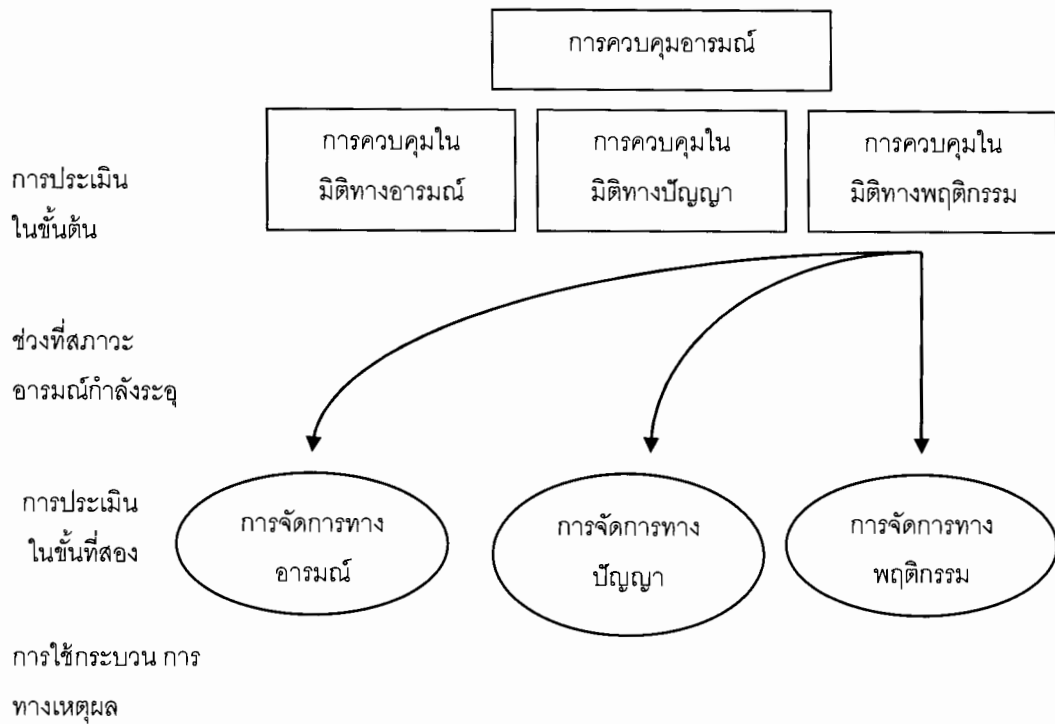 การควบคุมอารมณ์
การควบคุมใน
มิติทางอารมณ์
การควบคุมใน
มิติทางปัญญา
การควบคุมใน
มิติทางพฤติกรรม
การประเมิน
ในขั้นต้น
ช่วงที่สภาวะ
อารมณ์กำลังระอุ
การประเมิน
ในขั้นที่สอง
การจัดการทาง
อารมณ์
การจัดการทาง
ปัญญา
การจัดการทาง
พฤติกรรม
การใช้กระบวน การ
ทางเหตุผล